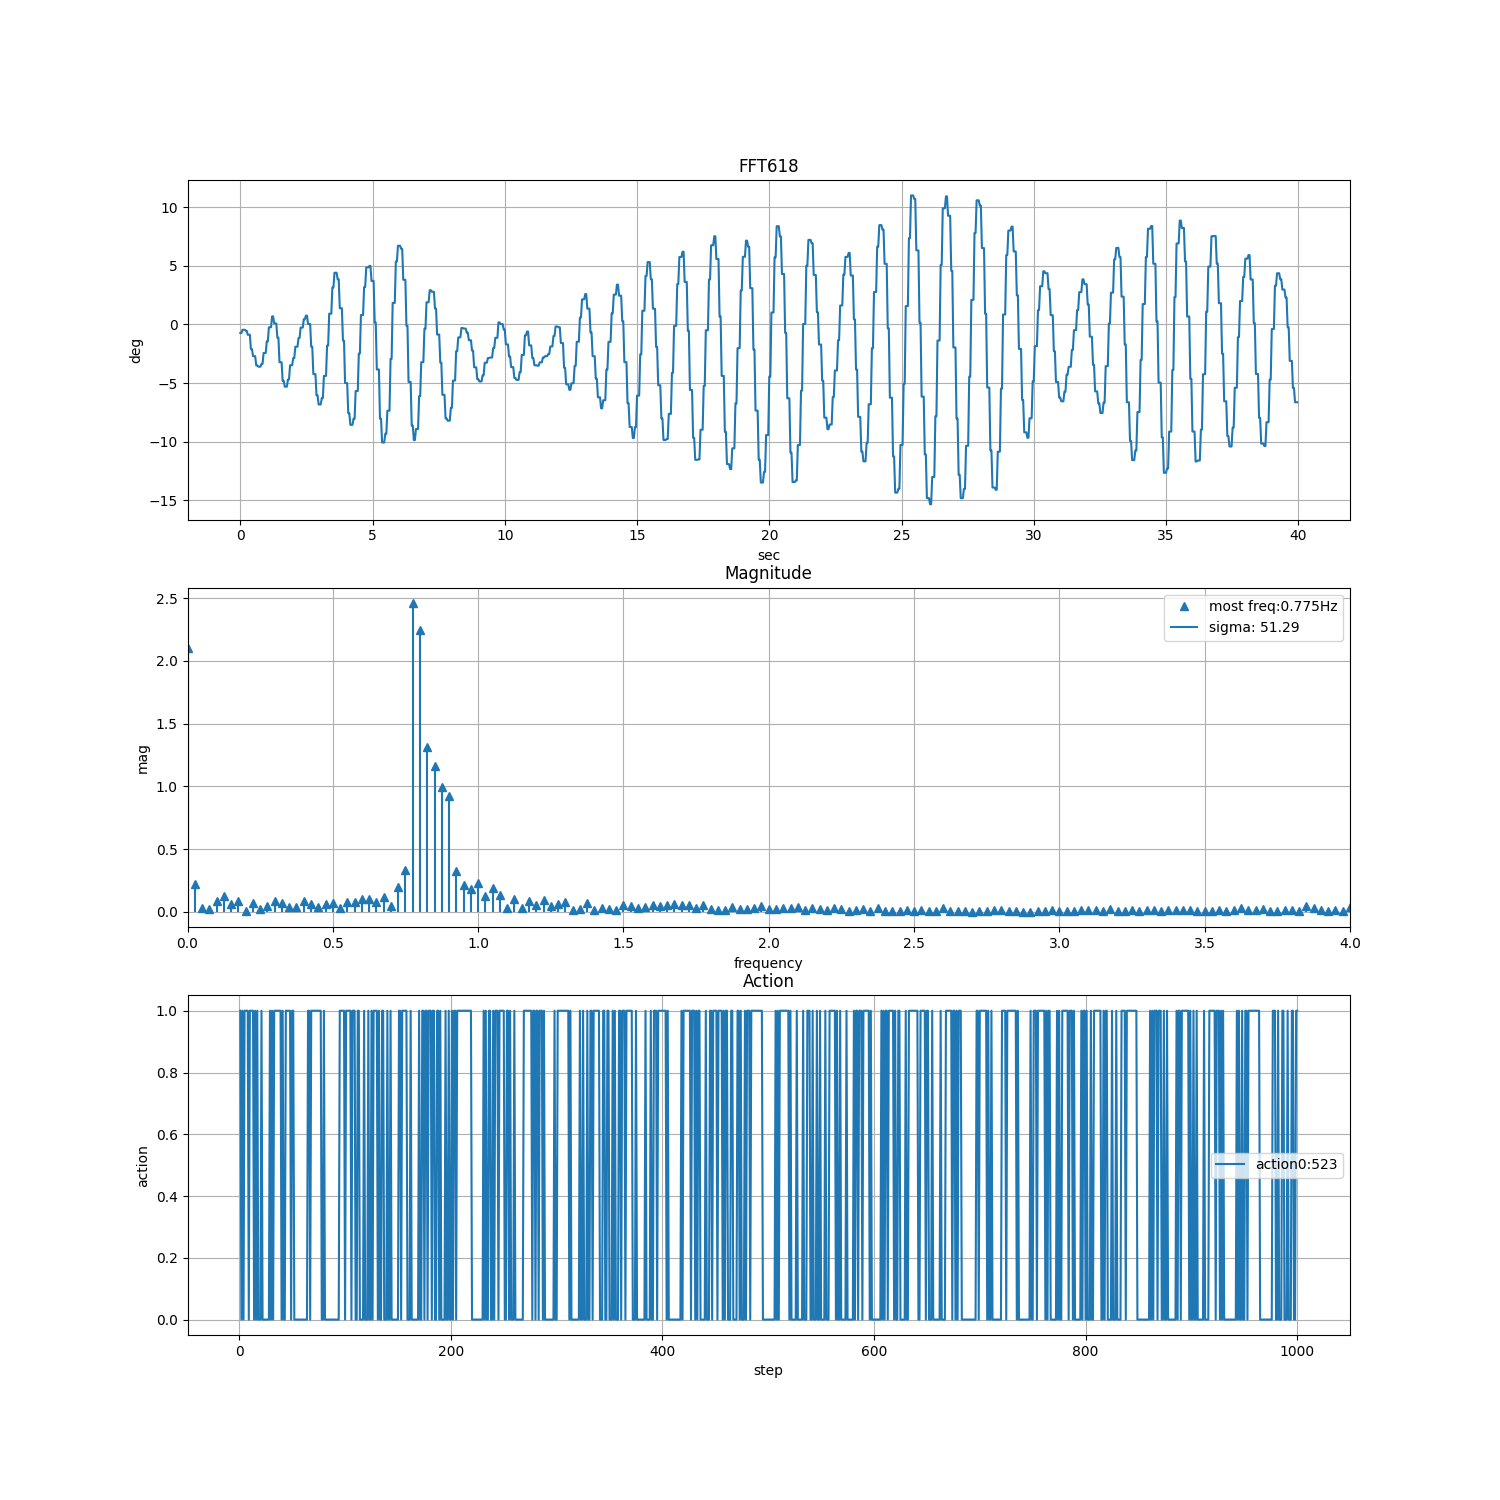 FFT618
10
5
0
−5
−10
−15
deg
0 5 10 15 20 25 30 35 40
sec
Magnitude
2.5
2.0
1.5
1.0
0.5
0.0
mag
most freq:0.775Hz
sigma: 51.29
0.0 0.5 1.0 1.5 2.0 2.5 3.0 3.5 4.0
frequency
Action
1.0
0.8
0.6
0.4
0.2
0.0
action
action0:523
0 200 400 600 800 1000
step